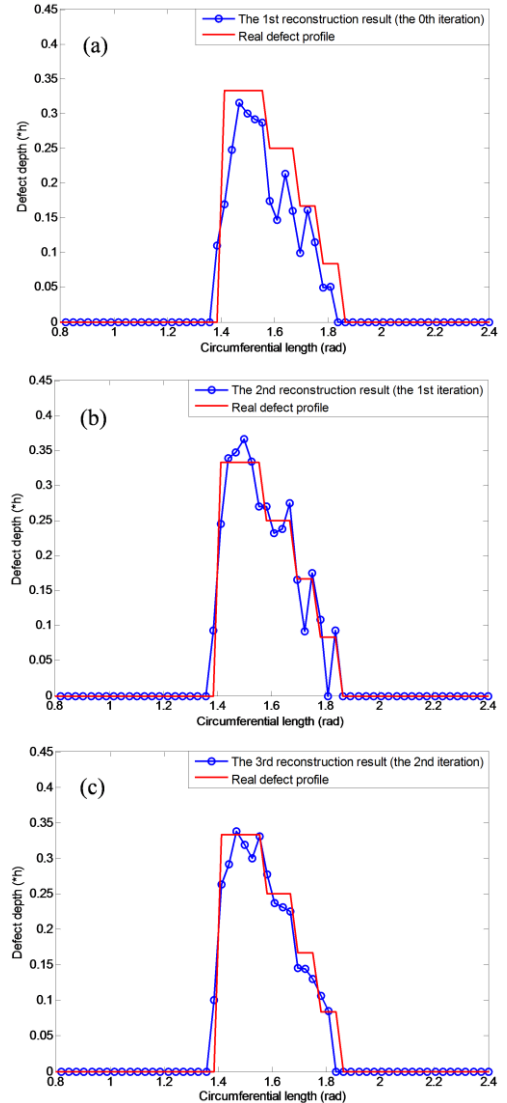 0.45
The 1st reconstruction result (the 0th iteration)
Real defect profile
(a)
0.4
0.35
0.3
0.25
0.2
0.15
0.1
0.05
0
Defect depth (*h)
0.8 1 1.2 1.4 1.6 1.8 2 2.2 2.4
Circumferential length (rad)
0.45
The 2nd reconstruction result (the 1st iteration)
Real defect profile
(b)
0.4
0.35
0.3
0.25
0.2
0.15
0.1
0.05
0
Defect depth (*h)
0.8 1 1.2 1.4 1.6 1.8 2 2.2 2.4
Circumferential length (rad)
0.45
The 3rd reconstruction result (the 2nd iteration)
Real defect profile
(c)
0.4
0.35
0.3
0.25
0.2
0.15
0.1
0.05
0
Defect depth (*h)
0.8 1 1.2 1.4 1.6 1.8 2 2.2 2.4
Circumferential length (rad)